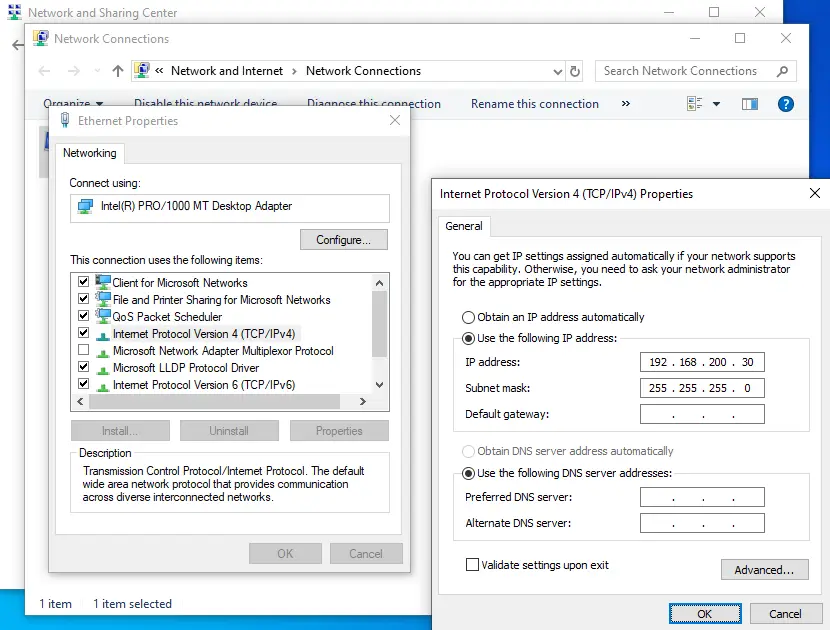 Network and Sharing Center
Network Connections
« Network and Internet › Network Connections
Search Network Connections
Organize Disable this network device Diagnose this connection Rename this connection »
Ethernet Properties
Networking
Connect using:
Intel(R) PRO/1000 MT Desktop Adapter
Configure...
This connection uses the following items:
Client for Microsoft Networks
File and Printer Sharing for Microsoft Networks
QoS Packet Scheduler
Internet Protocol Version 4 (TCP/IPv4)
Microsoft Network Adapter Multiplexor Protocol
Microsoft LLDP Protocol Driver
Internet Protocol Version 6 (TCP/IPv6)
Install... Uninstall Properties
Description
Transmission Control Protocol/Internet Protocol. The default
wide area network protocol that provides communication
across diverse interconnected networks.
OK Cancel
1 item 1 item selected
Internet Protocol Version 4 (TCP/IPv4) Properties
General
You can get IP settings assigned automatically if your network supports
this capability. Otherwise, you need to ask your network administrator
for the appropriate IP settings.
Obtain an IP address automatically
Use the following IP address:
IP address: 192 . 168 . 200 . 30
Subnet mask: 255 . 255 . 255 . 0
Default gateway: . . .
Obtain DNS server address automatically
Use the following DNS server addresses:
Preferred DNS server: . . .
Alternate DNS server: . . .
Validate settings upon exit
Advanced...
OK Cancel